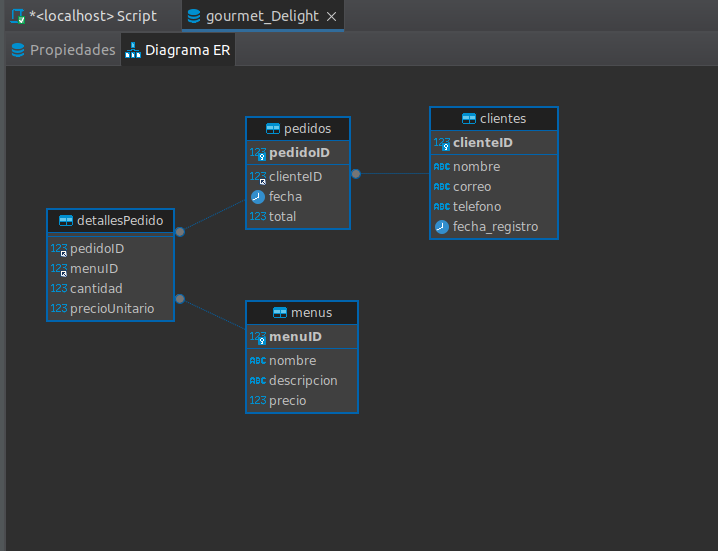 *<localhost> Script
gourmet_Delight
Propiedades
Diagrama ER
pedidos
123 pedidoID
123 clienteID
fecha
123 total
clientes
123 clienteID
ABC nombre
ABC correo
ABC telefono
fecha_registro
detallesPedido
123 pedidoID
123 menuID
123 cantidad
123 precioUnitario
menus
123 menuID
ABC nombre
ABC descripcion
123 precio